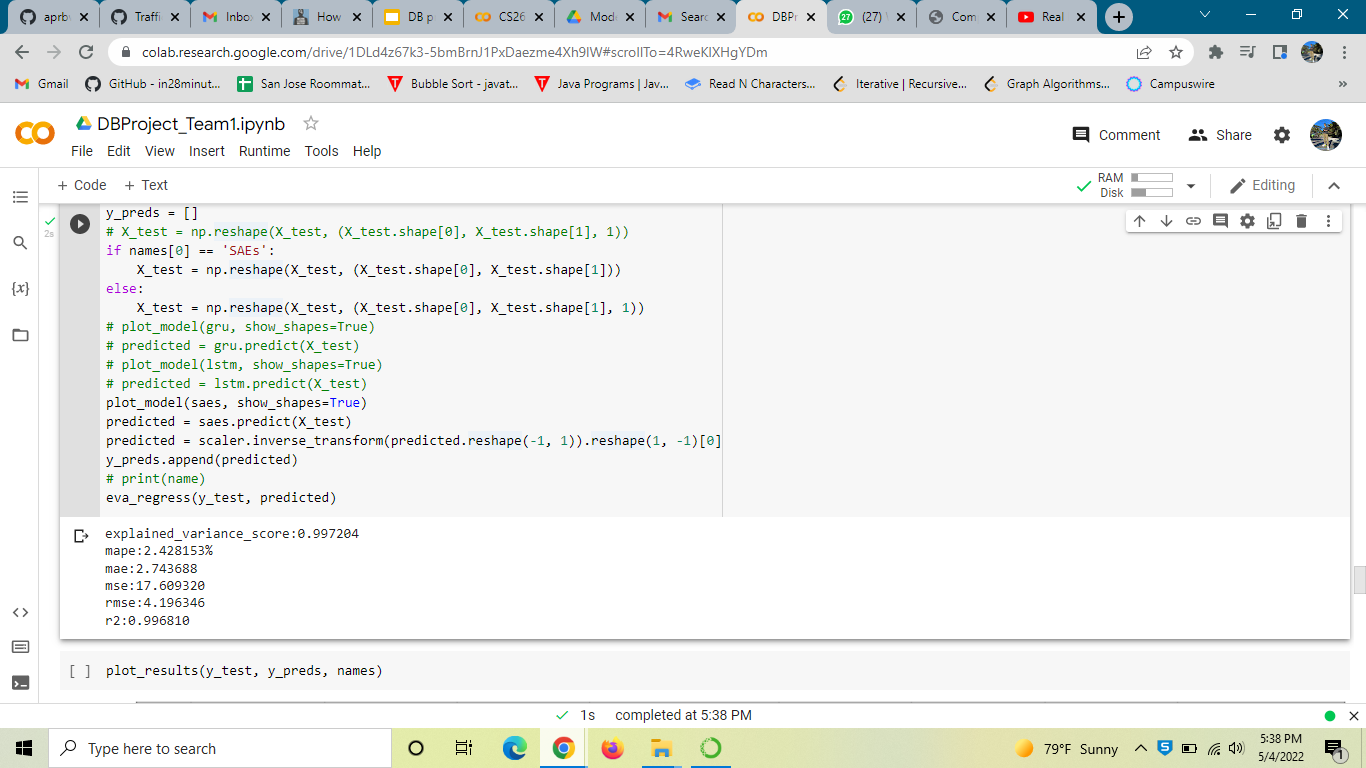 aprb
Traffi
Inbo
How
DB p
CS26
Mod
Sear
DBPr
(27)
Com
Real
colab.research.google.com/drive/1DLd4z67k3-5bmBrnJ1PxDaezme4Xh9lW#scrollTo=4RweKlXHgYDm
Gmail
GitHub - in28minut...
San Jose Roommat...
Bubble Sort - javat...
Java Programs | Jav...
Read N Characters...
Iterative | Recursive...
Graph Algorithms...
Campuswire
»
DBProject_Team1.ipynb
Comment
Share
File Edit View Insert Runtime Tools Help
+ Code + Text
RAM
Disk
Editing
2s
y_preds = []
# X_test = np.reshape(X_test, (X_test.shape[0], X_test.shape[1], 1))
if names[0] == 'SAEs':
    X_test = np.reshape(X_test, (X_test.shape[0], X_test.shape[1]))
else:
    X_test = np.reshape(X_test, (X_test.shape[0], X_test.shape[1], 1))
# plot_model(gru, show_shapes=True)
# predicted = gru.predict(X_test)
# plot_model(lstm, show_shapes=True)
# predicted = lstm.predict(X_test)
plot_model(saes, show_shapes=True)
predicted = saes.predict(X_test)
predicted = scaler.inverse_transform(predicted.reshape(-1, 1)).reshape(1, -1)[0]
y_preds.append(predicted)
# print(name)
eva_regress(y_test, predicted)
explained_variance_score:0.997204
mape:2.428153%
mae:2.743688
mse:17.609320
rmse:4.196346
r2:0.996810
[ ] plot_results(y_test, y_preds, names)
1s completed at 5:38 PM
Type here to search
79°F Sunny
5:38 PM
5/4/2022
1